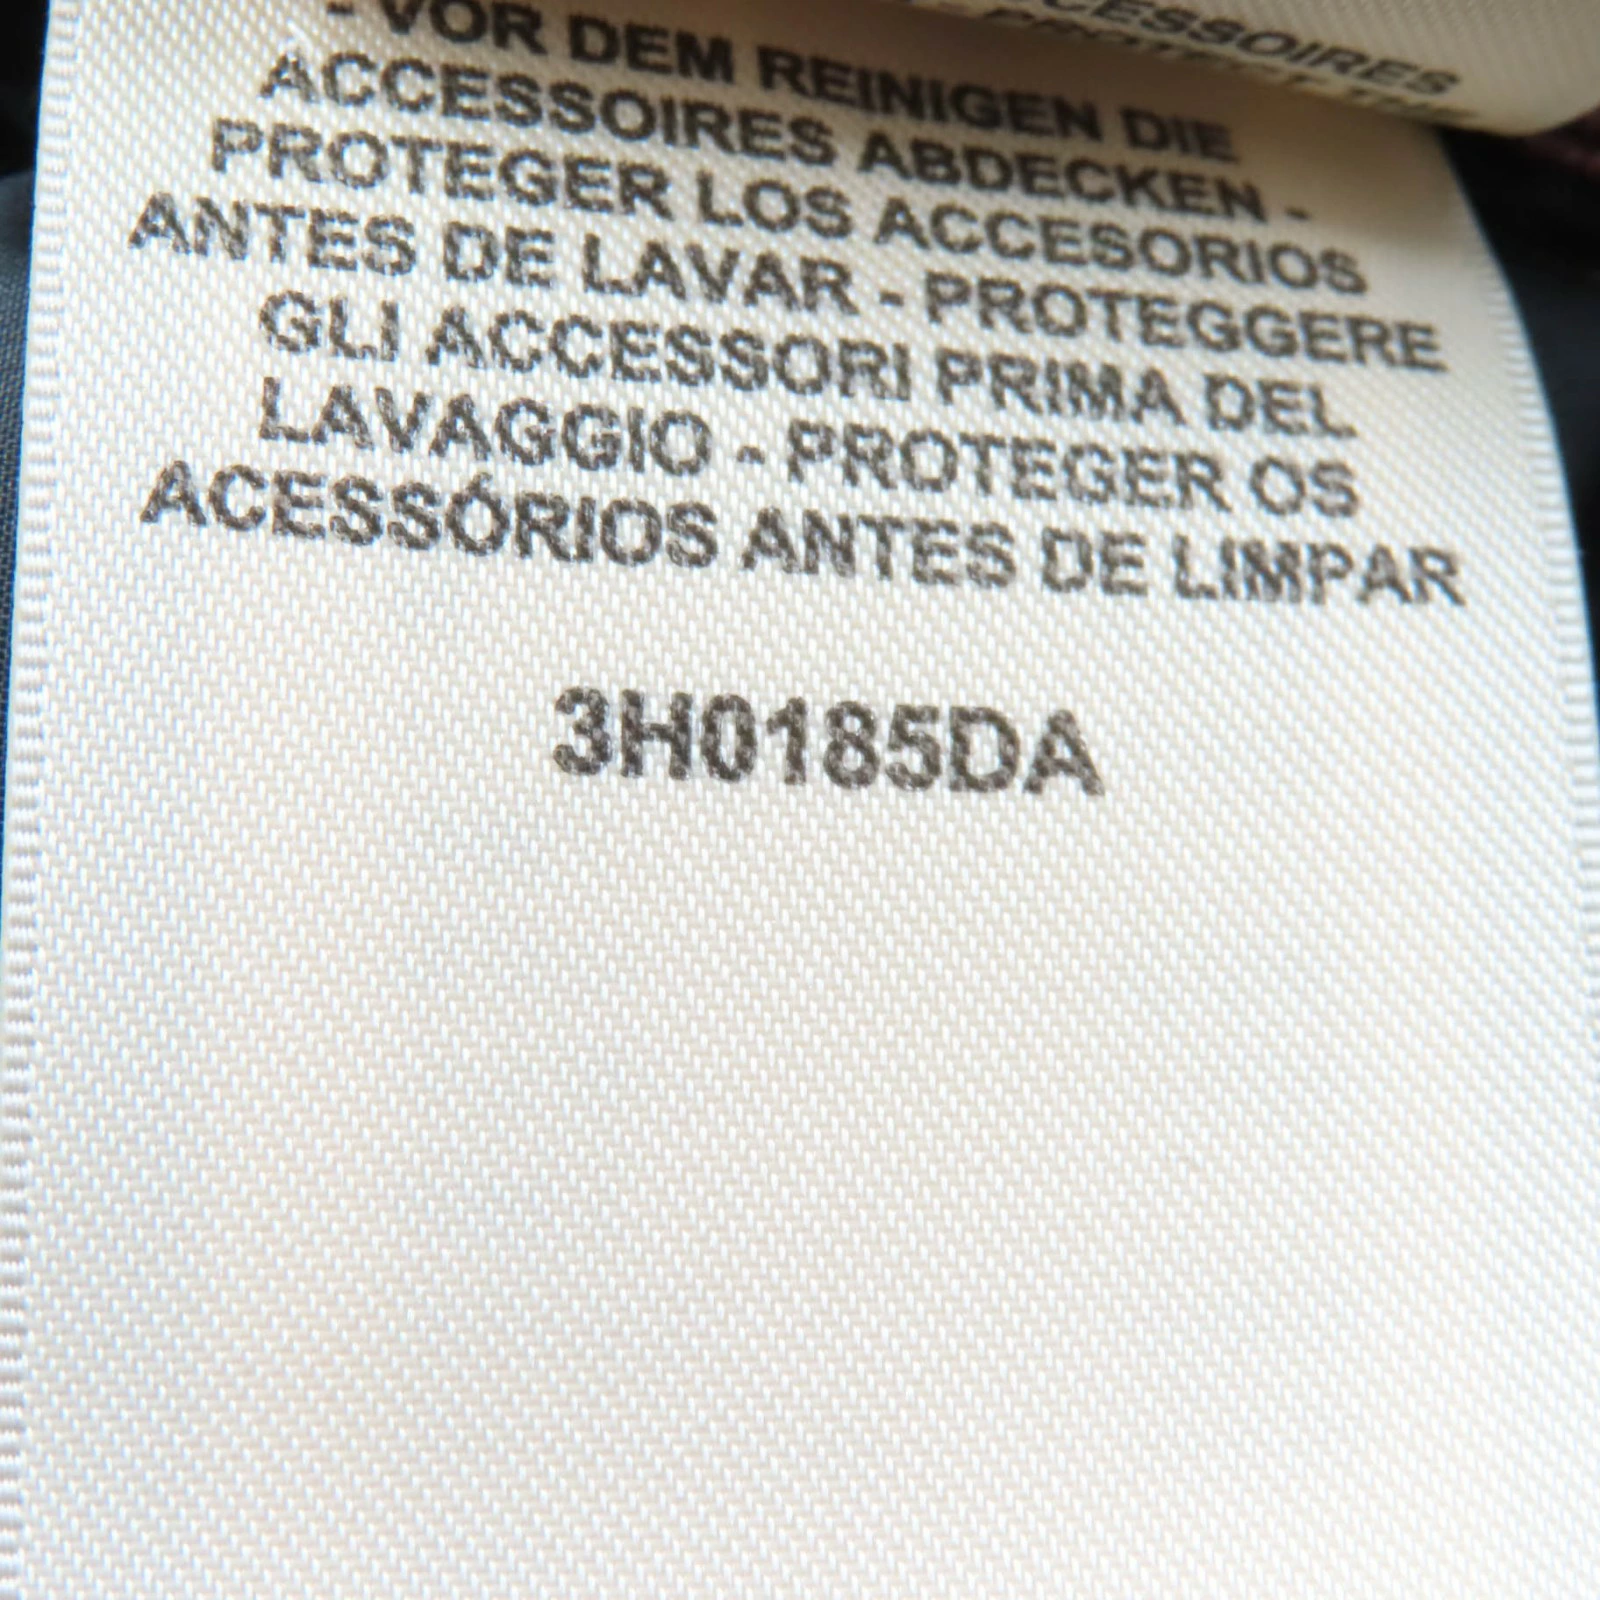 CESSOIRES
- VOR DEM REINIGEN DIE
ACCESSOIRES ABDECKEN -
PROTEGER LOS ACCESORIOS
ANTES DE LAVAR - PROTEGGERE
GLI ACCESSORI PRIMA DEL
LAVAGGIO - PROTEGER OS
ACESSÓRIOS ANTES DE LIMPAR
3H0185DA